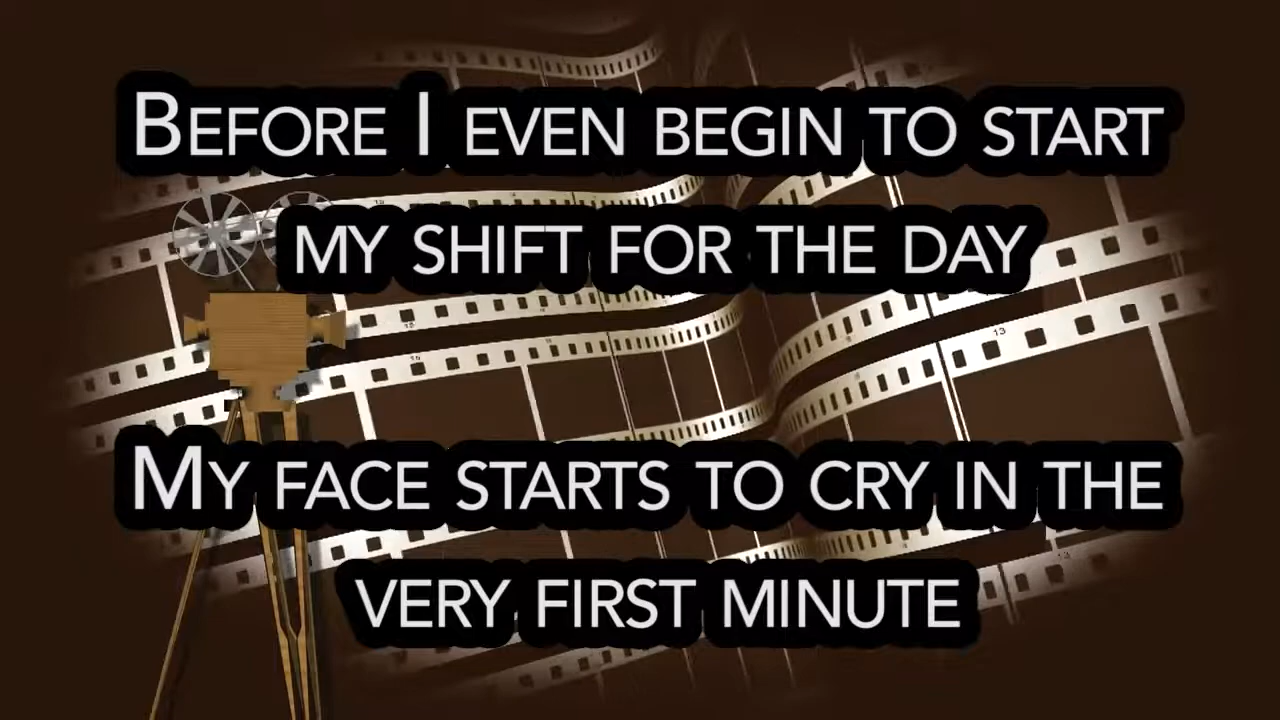 Before I even begin to start
my shift for the day
My face starts to cry in the
very first minute